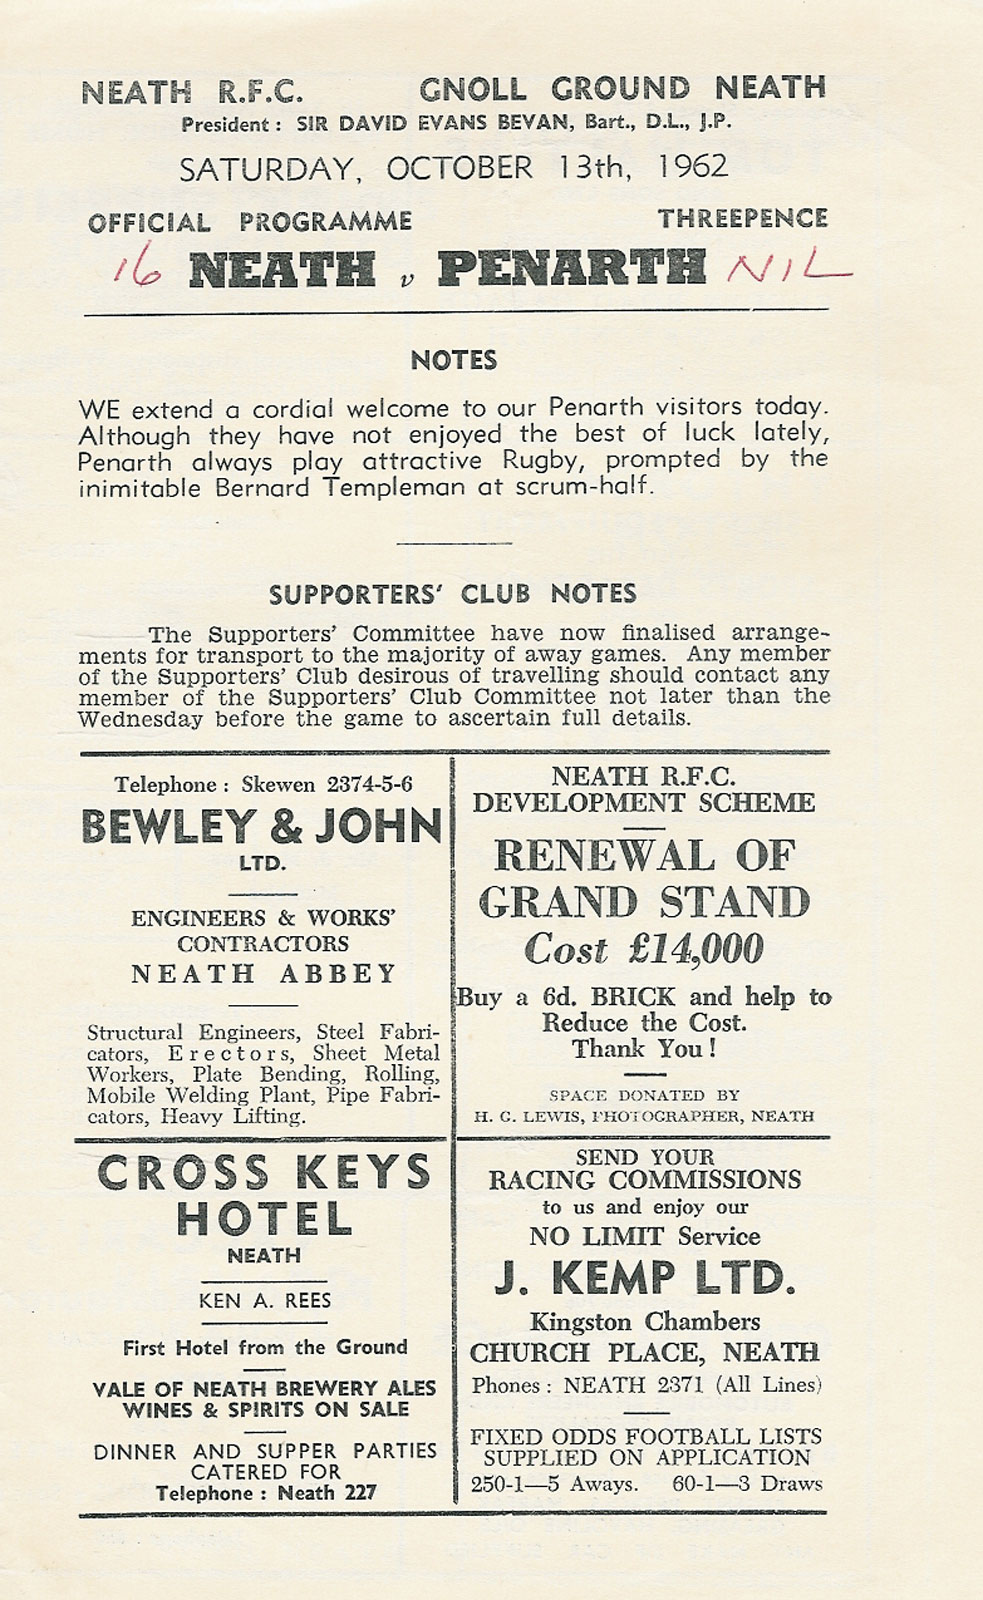 NEATH R.F.C. GNOLL GROUND NEATH
President : SIR DAVID EVANS BEVAN, Bart., D.L., J.P.
SATURDAY, OCTOBER 13th, 1962
OFFICIAL PROGRAMME THREEPENCE
16 NEATH v PENARTH NIL
NOTES
WE extend a cordial welcome to our Penarth visitors today.
Although they have not enjoyed the best of luck lately,
Penarth always play attractive Rugby, prompted by the
inimitable Bernard Templeman at scrum-half.
SUPPORTERS' CLUB NOTES
The Supporters' Committee have now finalised arrange-
ments for transport to the majority of away games. Any member
of the Supporters' Club desirous of travelling should contact any
member of the Supporters' Club Committee not later than the
Wednesday before the game to ascertain full details.
Telephone : Skewen 2374-5-6
BEWLEY & JOHN
LTD.
ENGINEERS & WORKS'
CONTRACTORS
NEATH ABBEY
Structural Engineers, Steel Fabri-
cators, Erectors, Sheet Metal
Workers, Plate Bending, Rolling,
Mobile Welding Plant, Pipe Fabri-
cators, Heavy Lifting.
NEATH R.F.C.
DEVELOPMENT SCHEME
RENEWAL OF
GRAND STAND
Cost £14,000
Buy a 6d. BRICK and help to
Reduce the Cost.
Thank You !
SPACE DONATED BY
H. G. LEWIS, PHOTOGRAPHER, NEATH
CROSS KEYS
HOTEL
NEATH
KEN A. REES
First Hotel from the Ground
VALE OF NEATH BREWERY ALES
WINES & SPIRITS ON SALE
DINNER AND SUPPER PARTIES
CATERED FOR
Telephone : Neath 227
SEND YOUR
RACING COMMISSIONS
to us and enjoy our
NO LIMIT Service
J. KEMP LTD.
Kingston Chambers
CHURCH PLACE, NEATH
Phones : NEATH 2371 (All Lines)
FIXED ODDS FOOTBALL LISTS
SUPPLIED ON APPLICATION
250-1—5 Aways. 60-1—3 Draws